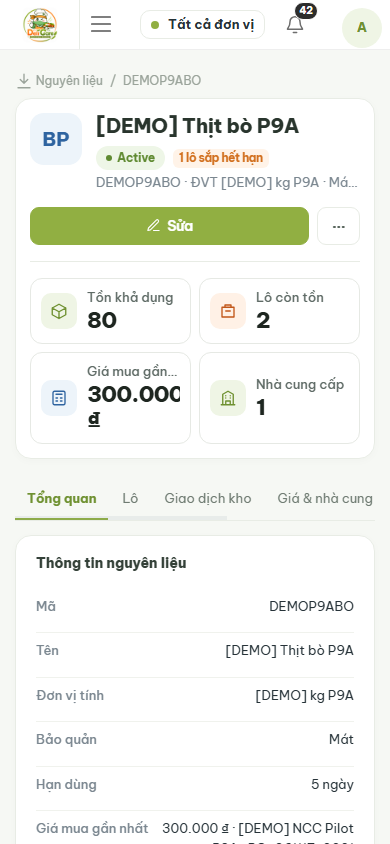 Tất cả đơn vị
42
A
Nguyên liệu / DEMOP9ABO
BP
[DEMO] Thịt bò P9A
Active
1 lô sắp hết hạn
DEMOP9ABO · ĐVT [DEMO] kg P9A · Má...
Sửa
...
Tồn khả dụng
80
Lô còn tồn
2
Giá mua gần...
300.000
đ
Nhà cung cấp
1
Tổng quan
Lô
Giao dịch kho
Giá & nhà cung
Thông tin nguyên liệu
Mã
DEMOP9ABO
Tên
[DEMO] Thịt bò P9A
Đơn vị tính
[DEMO] kg P9A
Bảo quản
Mát
Hạn dùng
5 ngày
Giá mua gần nhất
300.000 đ · [DEMO] NCC Pilot